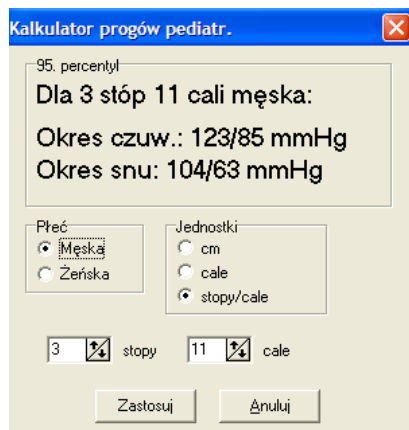 Kalkulator progów pediatr.
95. percentyl
Dla 3 stóp 11 cali męska:
Okres czuw.: 123/85 mmHg
Okres snu: 104/63 mmHg
Płeć
Męska
Żeńska
Jednostki
cm
cale
stopy/cale
3 stopy 11 cale
Zastosuj Anuluj